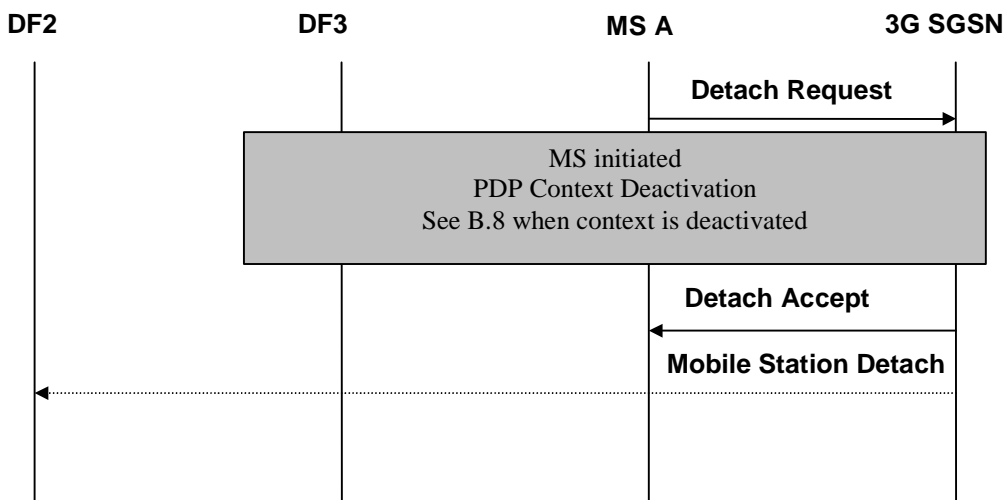 DF2 DF3 MS A 3G SGSN
Detach Request
MS initiated
PDP Context Deactivation
See B.8 when context is deactivated
Detach Accept
Mobile Station Detach